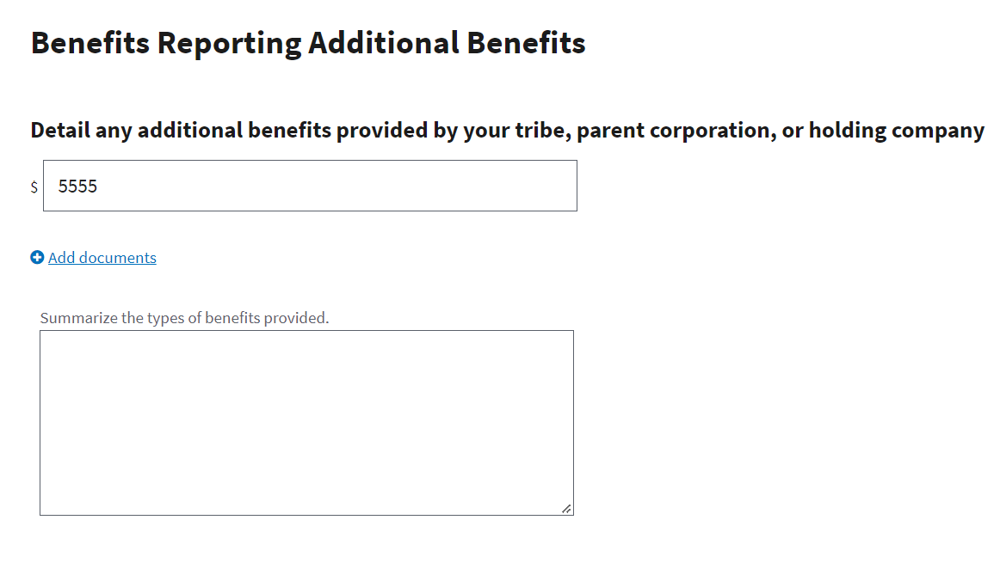 Benefits Reporting Additional Benefits
Detail any additional benefits provided by your tribe, parent corporation, or holding company
$ 5555
Add documents
Summarize the types of benefits provided.